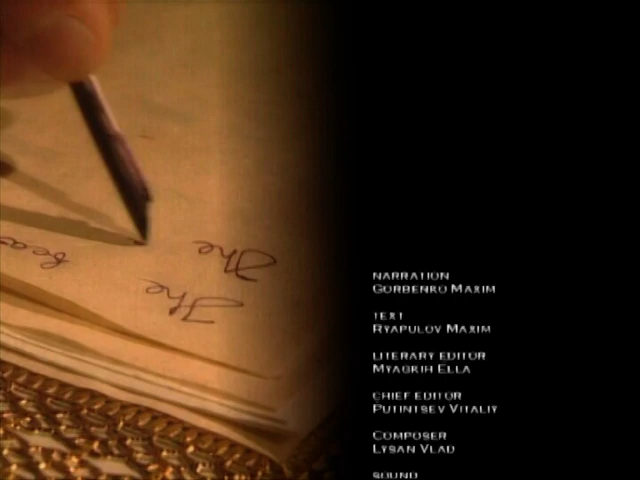 The
The
NARRATION
GORBENKO MAXIM
TEXT
RYAPULOV MAXIM
LITERARY EDITOR
MYAGKIH ELLA
CHIEF EDITOR
PUTINTSEV VITALIY
COMPOSER
LYSAN VLAD
SOUND